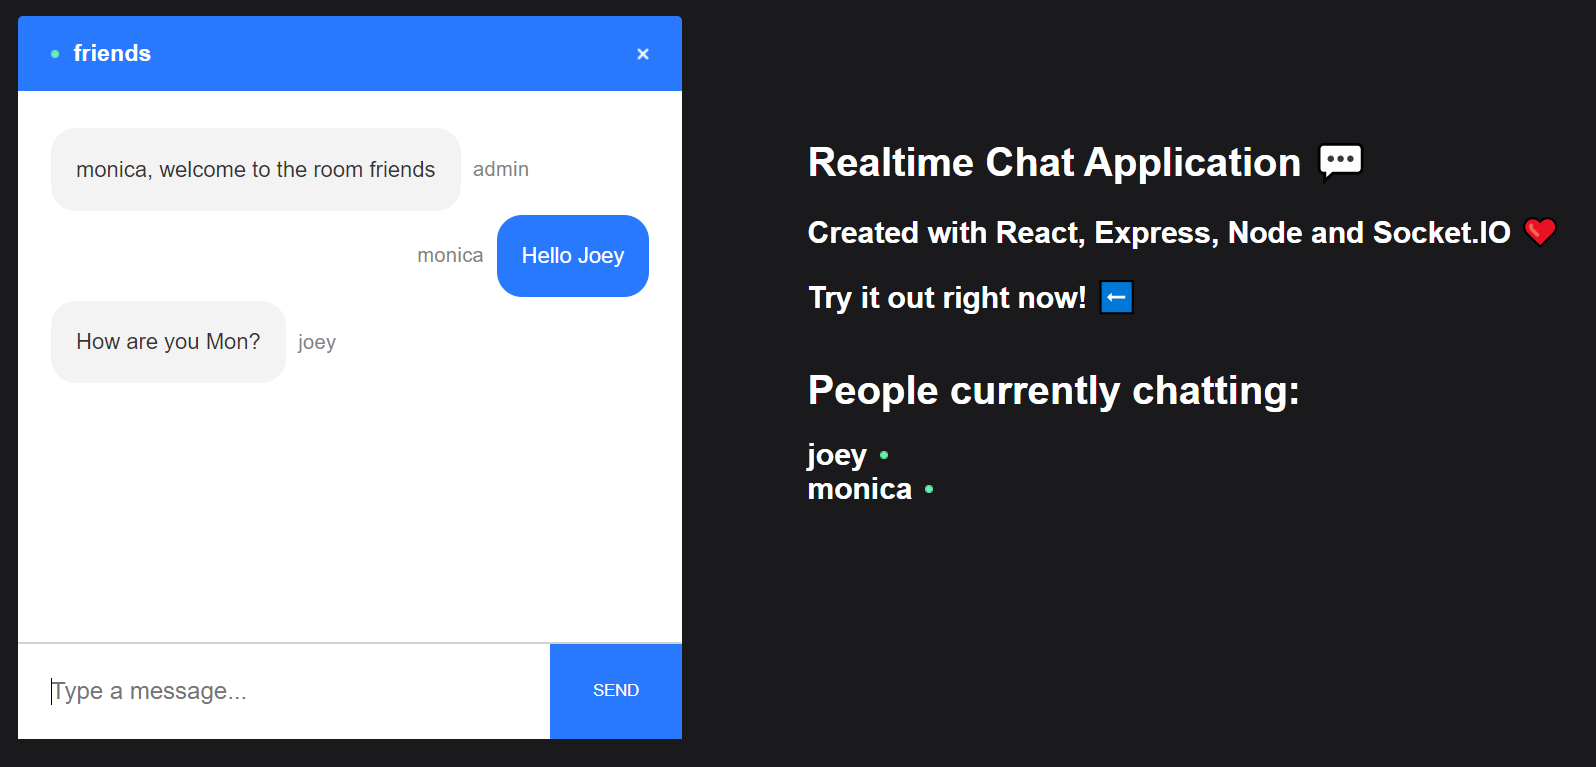 friends
monica, welcome to the room friends admin
monica Hello Joey
How are you Mon? joey
Type a message...
SEND
Realtime Chat Application 💬
Created with React, Express, Node and Socket.IO ❤️
Try it out right now! ⬅️
People currently chatting:
joey
monica